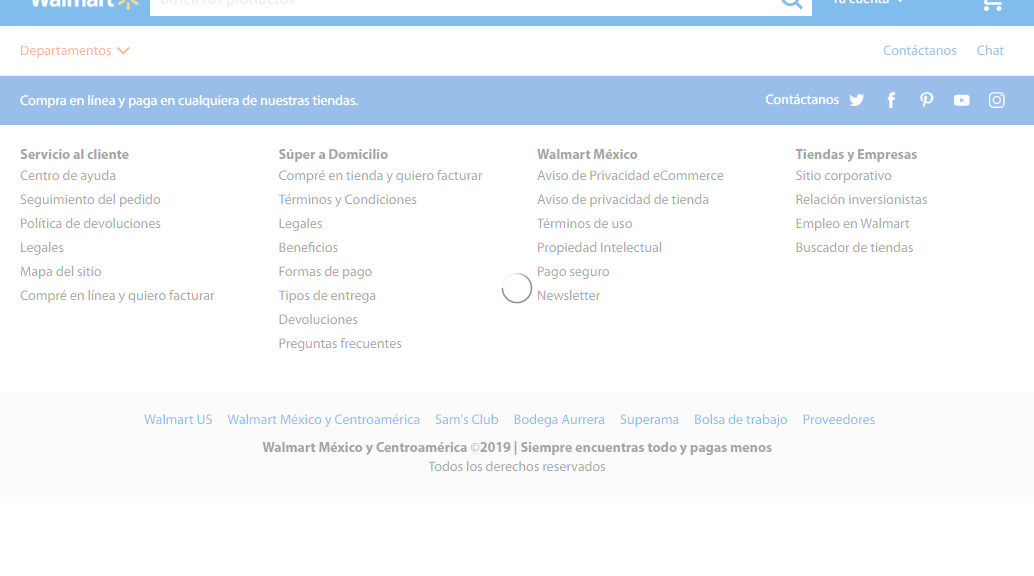 Walmart
Busca tus productos
Tu cuenta
Departamentos
Contáctanos
Chat
Compra en línea y paga en cualquiera de nuestras tiendas.
Contáctanos
Servicio al cliente
Centro de ayuda
Seguimiento del pedido
Política de devoluciones
Legales
Mapa del sitio
Compré en línea y quiero facturar
Súper a Domicilio
Compré en tienda y quiero facturar
Términos y Condiciones
Legales
Beneficios
Formas de pago
Tipos de entrega
Devoluciones
Preguntas frecuentes
Walmart México
Aviso de Privacidad eCommerce
Aviso de privacidad de tienda
Términos de uso
Propiedad Intelectual
Pago seguro
Newsletter
Tiendas y Empresas
Sitio corporativo
Relación inversionistas
Empleo en Walmart
Buscador de tiendas
Walmart US Walmart México y Centroamérica Sam's Club Bodega Aurrera Superama Bolsa de trabajo Proveedores
Walmart México y Centroamérica ©2019 | Siempre encuentras todo y pagas menos
Todos los derechos reservados